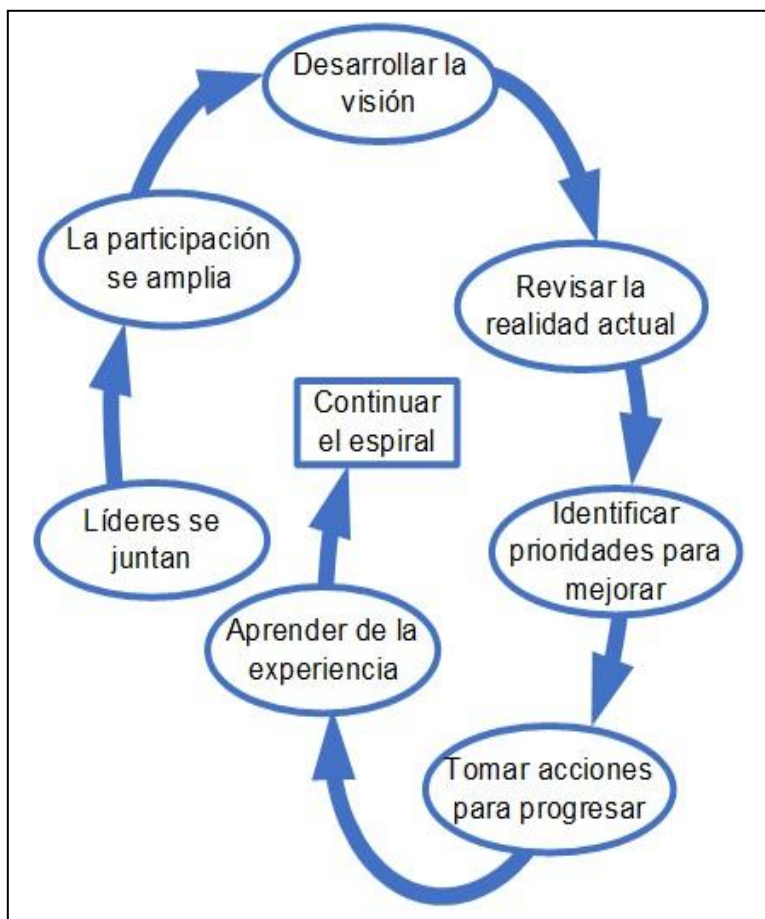 Desarrollar la
visión
La participación
se amplia
Revisar la
realidad actual
Continuar
el espiral
Líderes se
juntan
Identificar
prioridades para
mejorar
Aprender de la
experiencia
Tomar acciones
para progresar